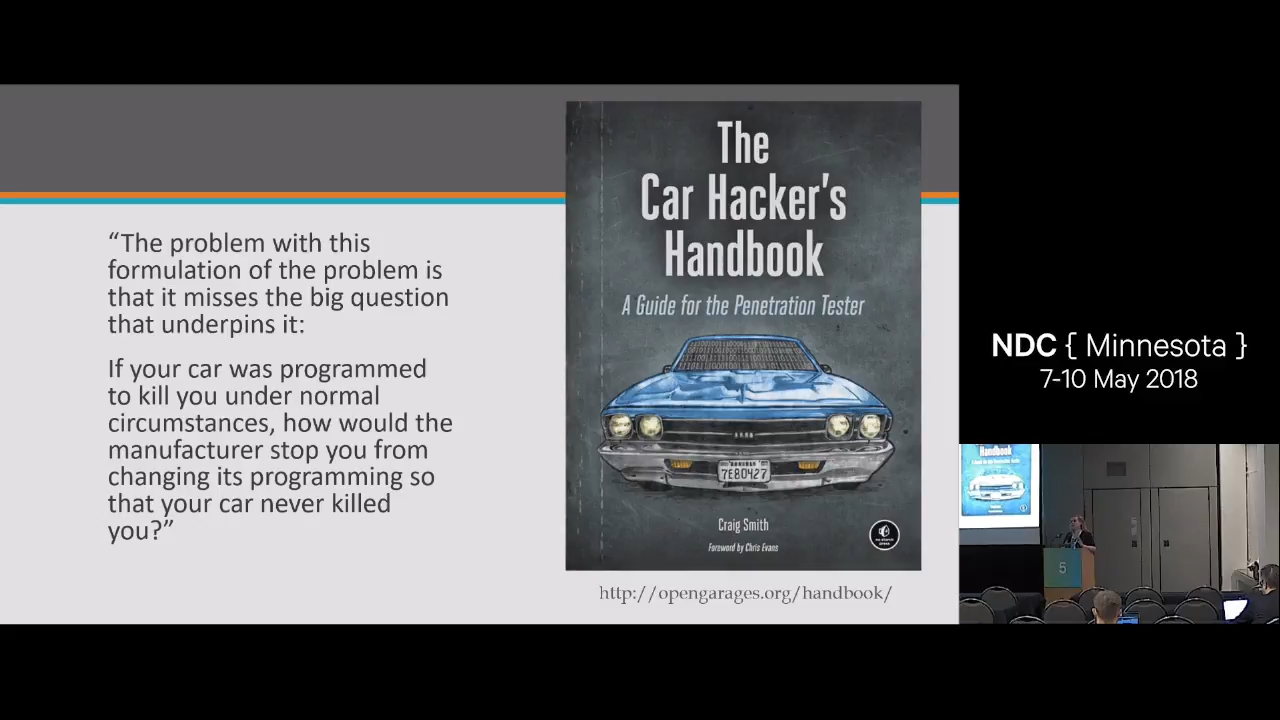 “The problem with this
formulation of the problem is
that it misses the big question
that underpins it:
If your car was programmed
to kill you under normal
circumstances, how would the
manufacturer stop you from
changing its programming so
that your car never killed
you?”
The
Car Hacker’s
Handbook
A Guide for the Penetration Tester
7E80427
Craig Smith
Foreword by Chris Evans
http://opengarages.org/handbook/
NDC { Minnesota }
7-10 May 2018
Handbook
5